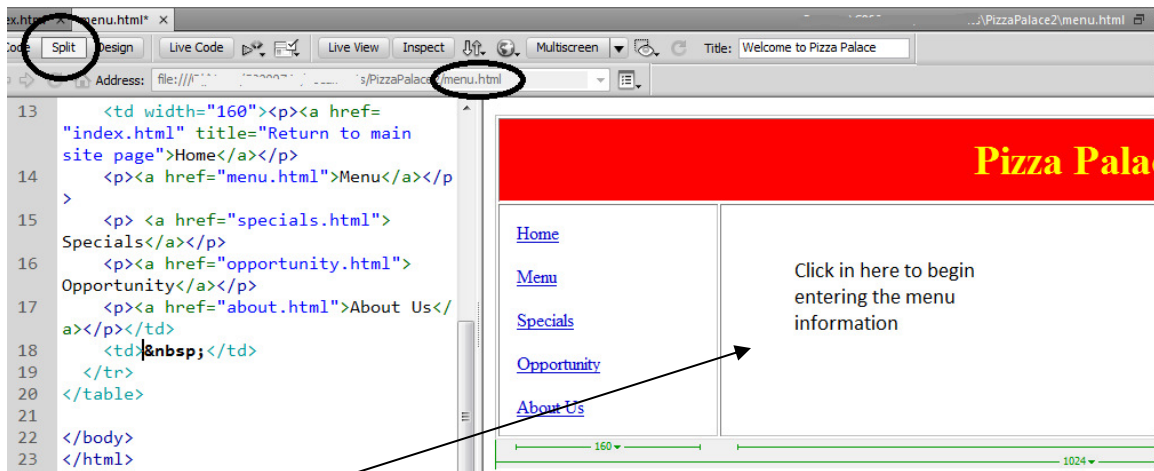 menu.html* ×
\PizzaPalace2\menu.html
Split Design Live Code Live View Inspect Multiscreen Title: Welcome to Pizza Palace
Address: file:/// s/PizzaPalace2/menu.html
13 <td width="160"><p><a href=
"index.html" title="Return to main
site page">Home</a></p>
14 <p><a href="menu.html">Menu</a></p
>
15 <p> <a href="specials.html">
Specials</a></p>
16 <p><a href="opportunity.html">
Opportunity</a></p>
17 <p><a href="about.html">About Us</
a></p></td>
18 <td>&nbsp;</td>
19 </tr>
20 </table>
21
22 </body>
23 </html>
Pizza Pala
Home
Menu
Specials
Opportunity
About Us
Click in here to begin
entering the menu
information
160
1024